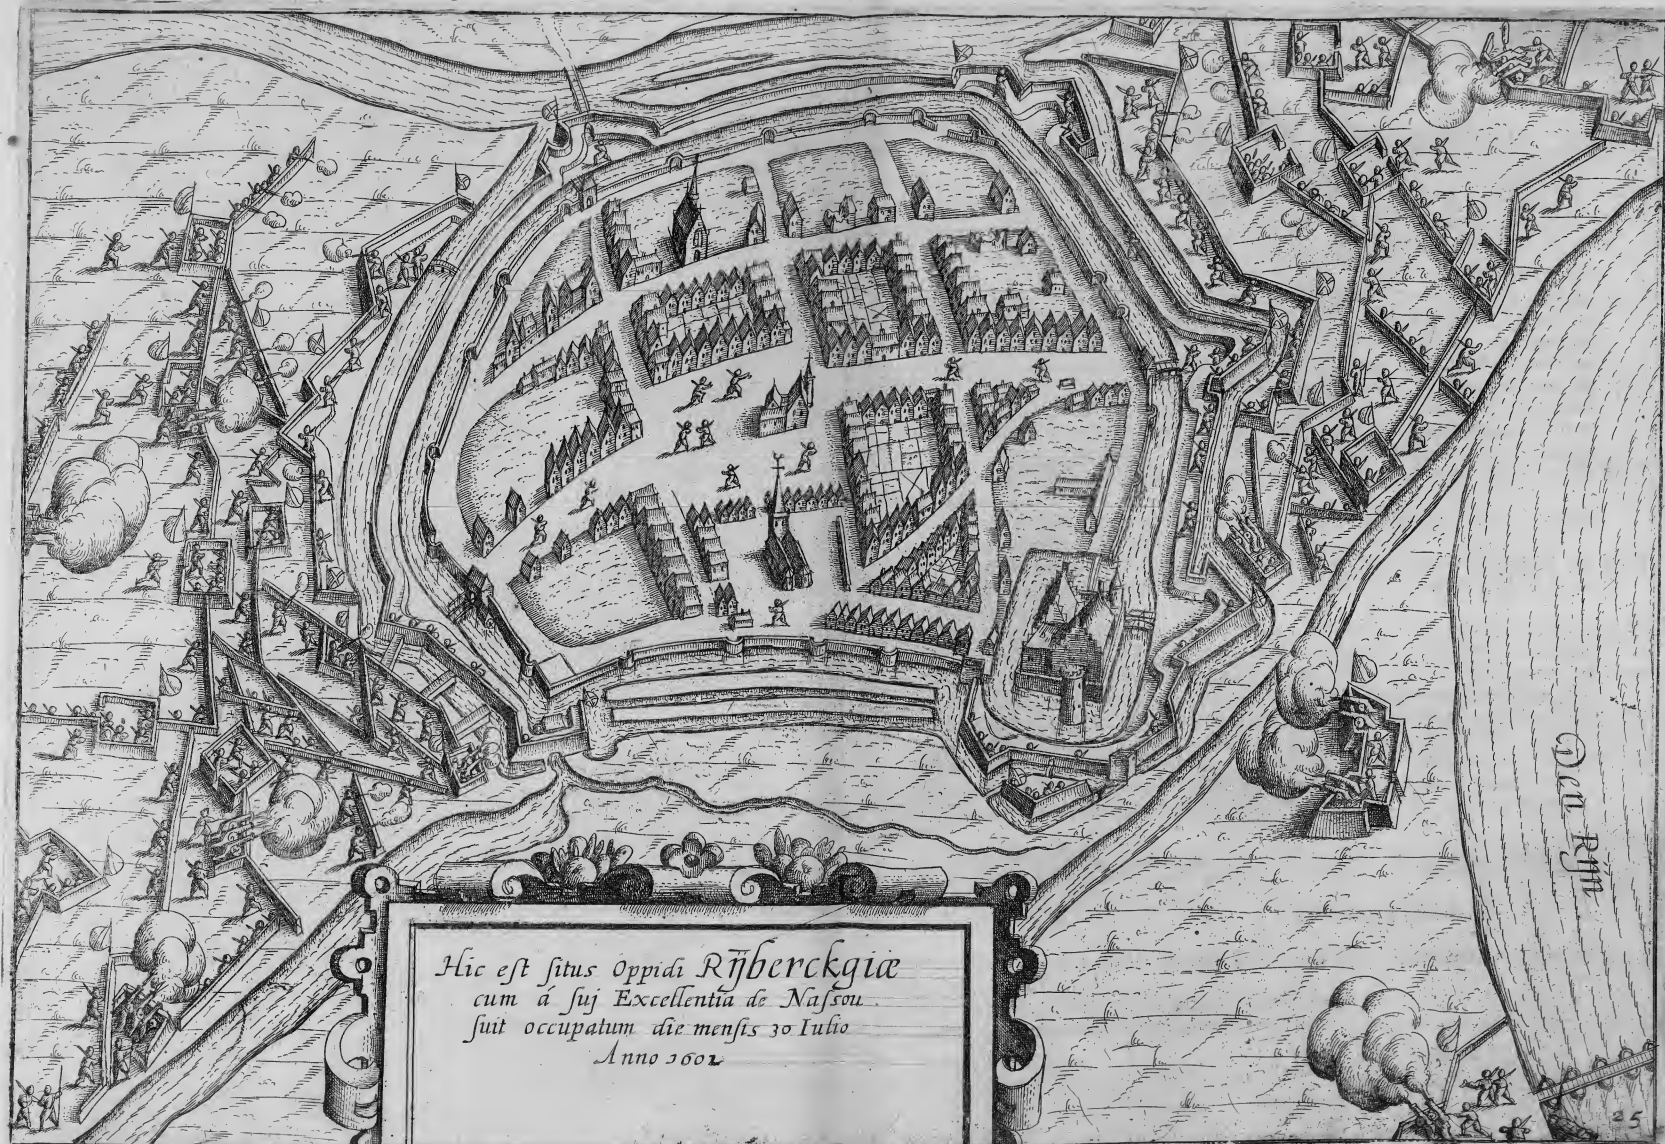 Hic est situs Oppidi Rÿberckgiæ
cum á suj Excellentia de Nassou
fuit occupatum die mensis 30 Iulio
Anno 1601
Den Rijn
25